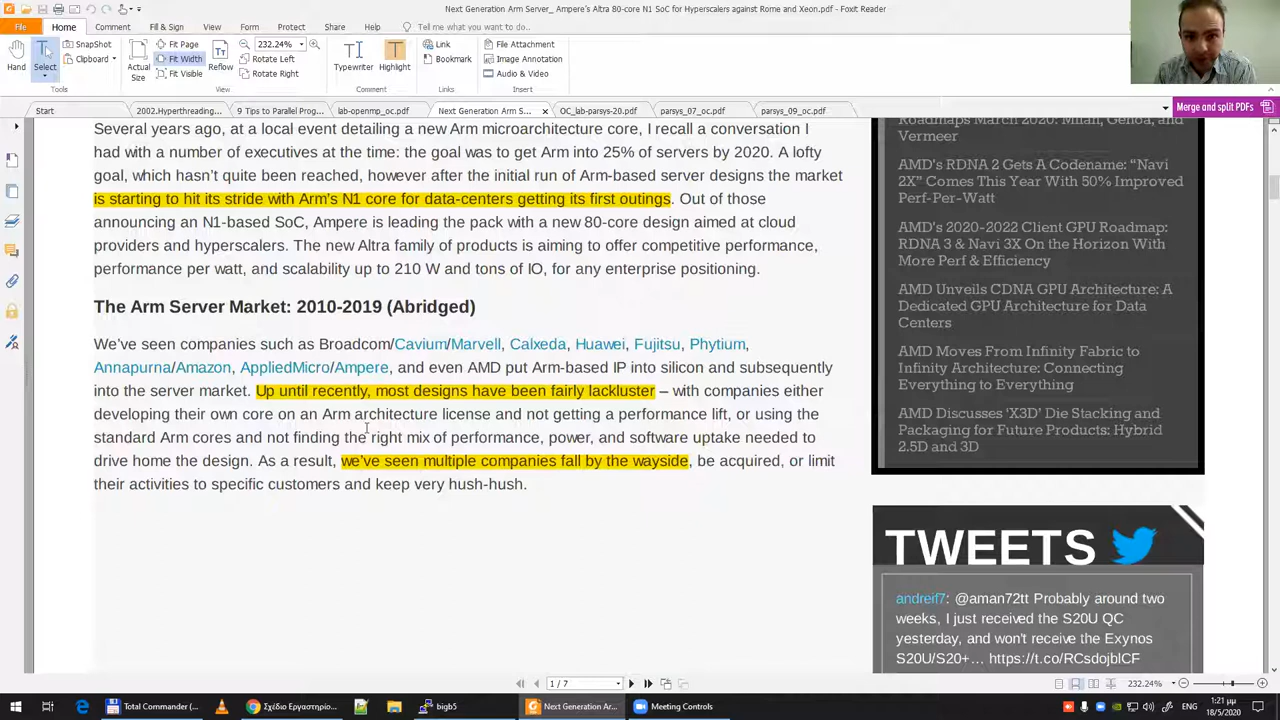 Next Generation Arm Server_ Ampere's Altra 80-core N1 SoC for Hyperscalers against Rome and Xeon.pdf - Foxit Reader
File Home Comment Fill & Sign View Form Protect Share Help Tell me what you want to do...
Hand
Select
SnapShot
Clipboard
Actual Size
Fit Page
Fit Width
Fit Visible
Reflow
232.24%
Rotate Left
Rotate Right
Typewriter
Highlight
Link
Bookmark
File Attachment
Image Annotation
Audio & Video
Tools View Comment Links Insert
Start 2002.Hyperthreading... 9 Tips to Parallel Prog... lab-openmp_oc.pdf Next Generation Arm S... OC_lab-parsys-20.pdf parsys_07_oc.pdf parsys_09_oc.pdf Merge and split PDFs
Several years ago, at a local event detailing a new Arm microarchitecture core, I recall a conversation I
had with a number of executives at the time: the goal was to get Arm into 25% of servers by 2020. A lofty
goal, which hasn't quite been reached, however after the initial run of Arm-based server designs the market
is starting to hit its stride with Arm's N1 core for data-centers getting its first outings. Out of those
announcing an N1-based SoC, Ampere is leading the pack with a new 80-core design aimed at cloud
providers and hyperscalers. The new Altra family of products is aiming to offer competitive performance,
performance per watt, and scalability up to 210 W and tons of IO, for any enterprise positioning.
The Arm Server Market: 2010-2019 (Abridged)
We've seen companies such as Broadcom/Cavium/Marvell, Calxeda, Huawei, Fujitsu, Phytium,
Annapurna/Amazon, AppliedMicro/Ampere, and even AMD put Arm-based IP into silicon and subsequently
into the server market. Up until recently, most designs have been fairly lackluster – with companies either
developing their own core on an Arm architecture license and not getting a performance lift, or using the
standard Arm cores and not finding the right mix of performance, power, and software uptake needed to
drive home the design. As a result, we've seen multiple companies fall by the wayside, be acquired, or limit
their activities to specific customers and keep very hush-hush.
Roadmaps March 2020: Milan, Genoa, and
Vermeer
AMD's RDNA 2 Gets A Codename: “Navi
2X” Comes This Year With 50% Improved
Perf-Per-Watt
AMD's 2020-2022 Client GPU Roadmap:
RDNA 3 & Navi 3X On the Horizon With
More Perf & Efficiency
AMD Unveils CDNA GPU Architecture: A
Dedicated GPU Architecture for Data
Centers
AMD Moves From Infinity Fabric to
Infinity Architecture: Connecting
Everything to Everything
AMD Discusses 'X3D' Die Stacking and
Packaging for Future Products: Hybrid
2.5D and 3D
TWEETS
andreif7: @aman72tt Probably around two
weeks, I just received the S20U QC
yesterday, and won't receive the Exynos
S20U/S20+... https://t.co/RCsdojblCF
1 / 7
232.24%
Total Commander (... Σχέδιο Εργαστηρίο... big5 Next Generation Ar... Meeting Controls
1:21 μμ
18/5/2020